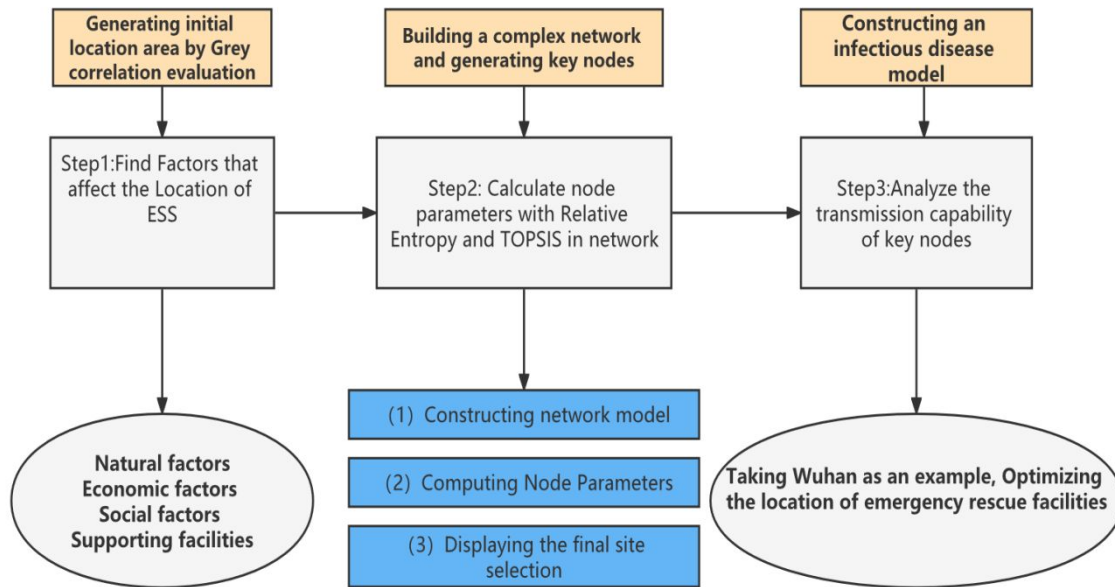 Generating initial
location area by Grey
correlation evaluation
Building a complex network
and generating key nodes
Constructing an
infectious disease
model
Step1:Find Factors that
affect the Location of
ESS
Step2: Calculate node
parameters with Relative
Entropy and TOPSIS in network
Step3:Analyze the
transmission capability
of key nodes
Natural factors
Economic factors
Social factors
Supporting facilities
(1) Constructing network model
(2) Computing Node Parameters
(3) Displaying the final site
selection
Taking Wuhan as an example, Optimizing
the location of emergency rescue facilities